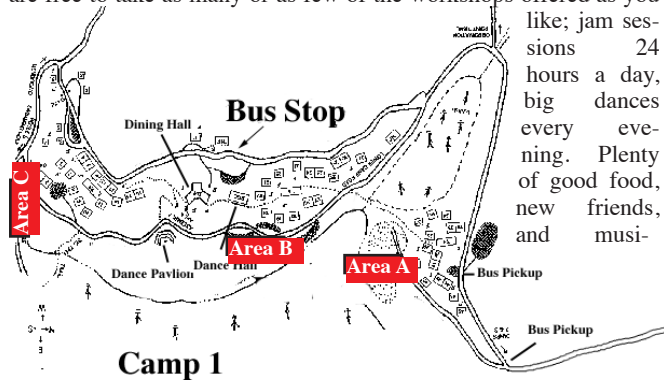 are free to take as many or as few of the workshops offered as you
like; jam ses-
sions 24
hours a day,
big dances
every eve-
ning. Plenty
of good food,
new friends,
and musi-
Bus Stop
Dining Hall
Area C
Area B
Dance Pavlion
Dance Hall
Area A
Bus Pickup
Bus Pickup
Camp 1